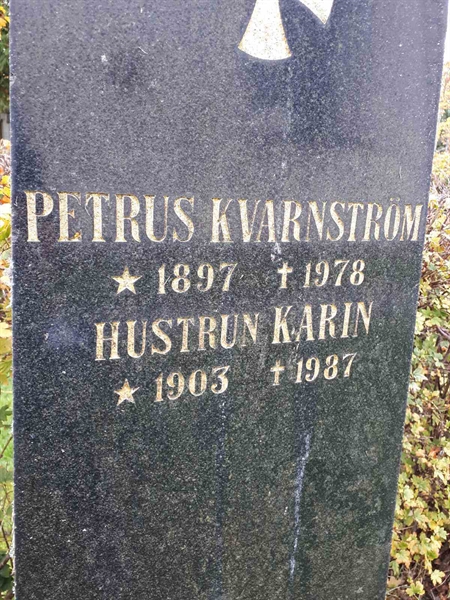 PETRUS KVARNSTRÖM
★ 1897 ✝ 1978
HUSTRUN KARIN
★ 1903 ✝ 1987